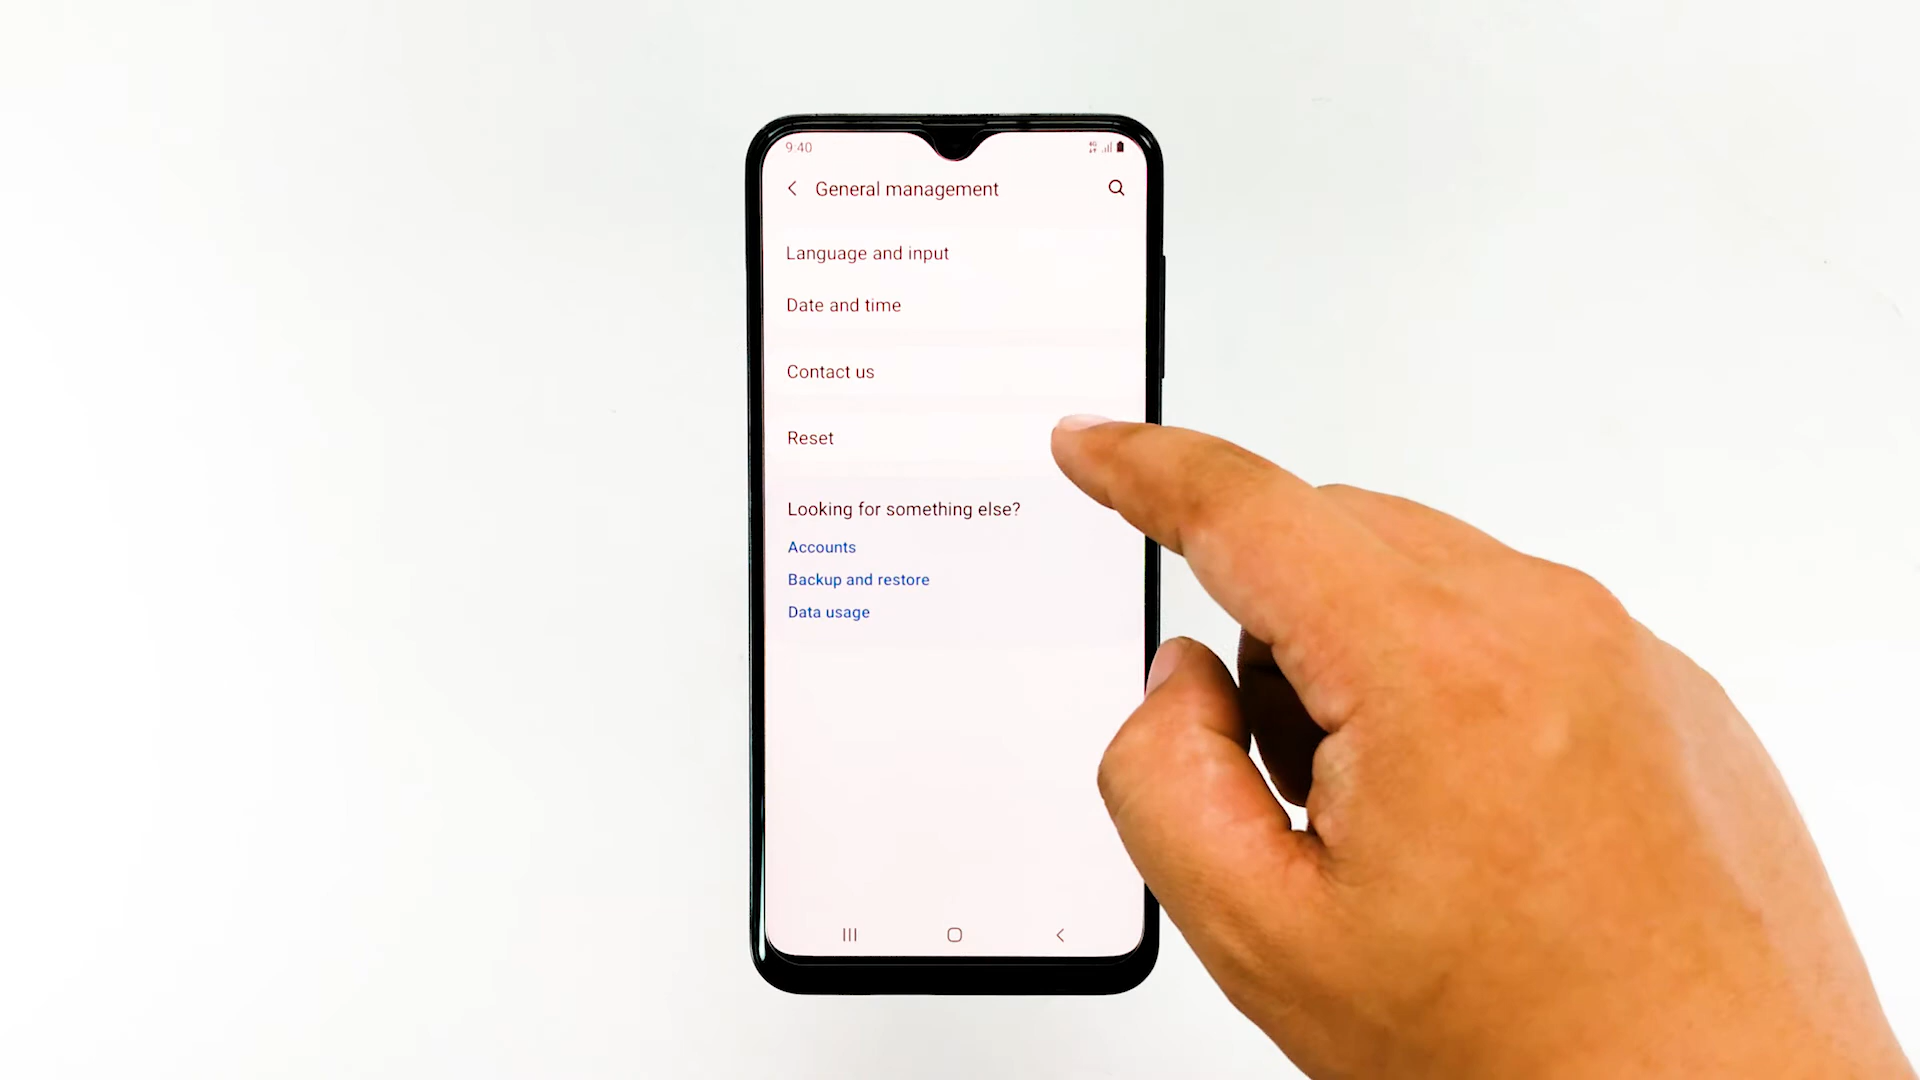 9:40
General management
Language and input
Date and time
Contact us
Reset
Looking for something else?
Accounts
Backup and restore
Data usage